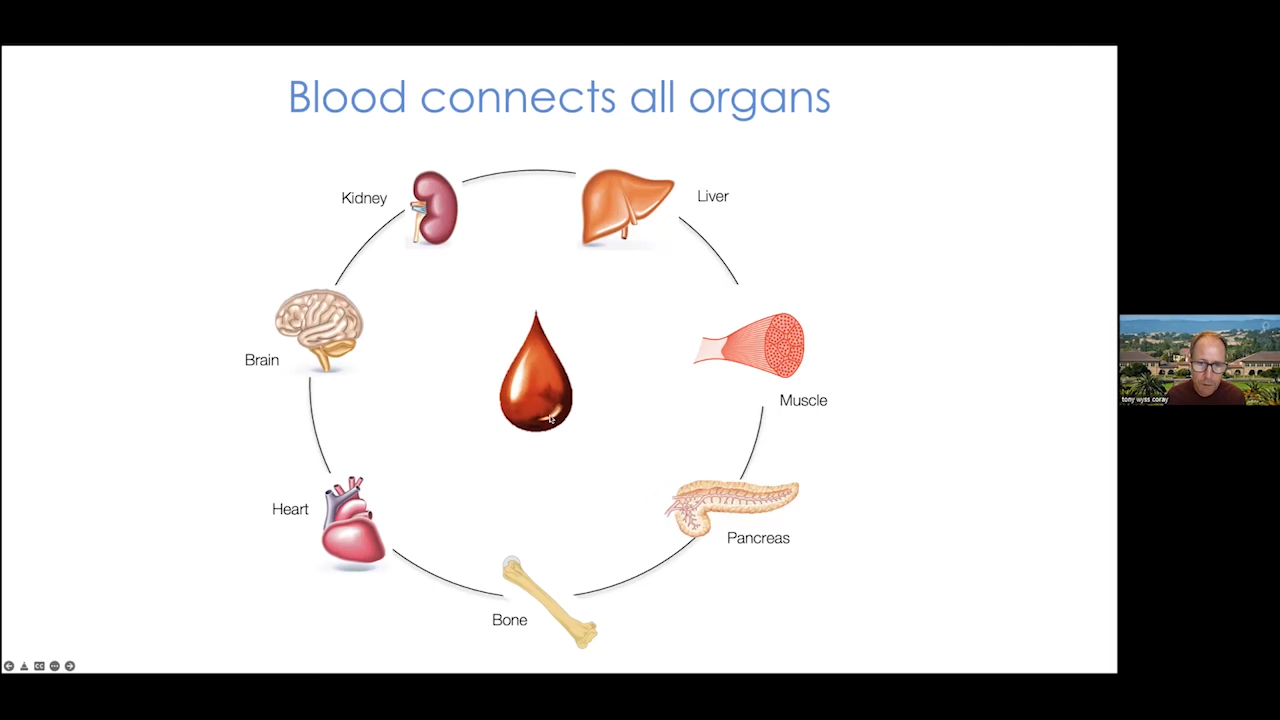 Blood connects all organs
Kidney
Liver
Brain
Muscle
Heart
Pancreas
Bone
tony wyss coray